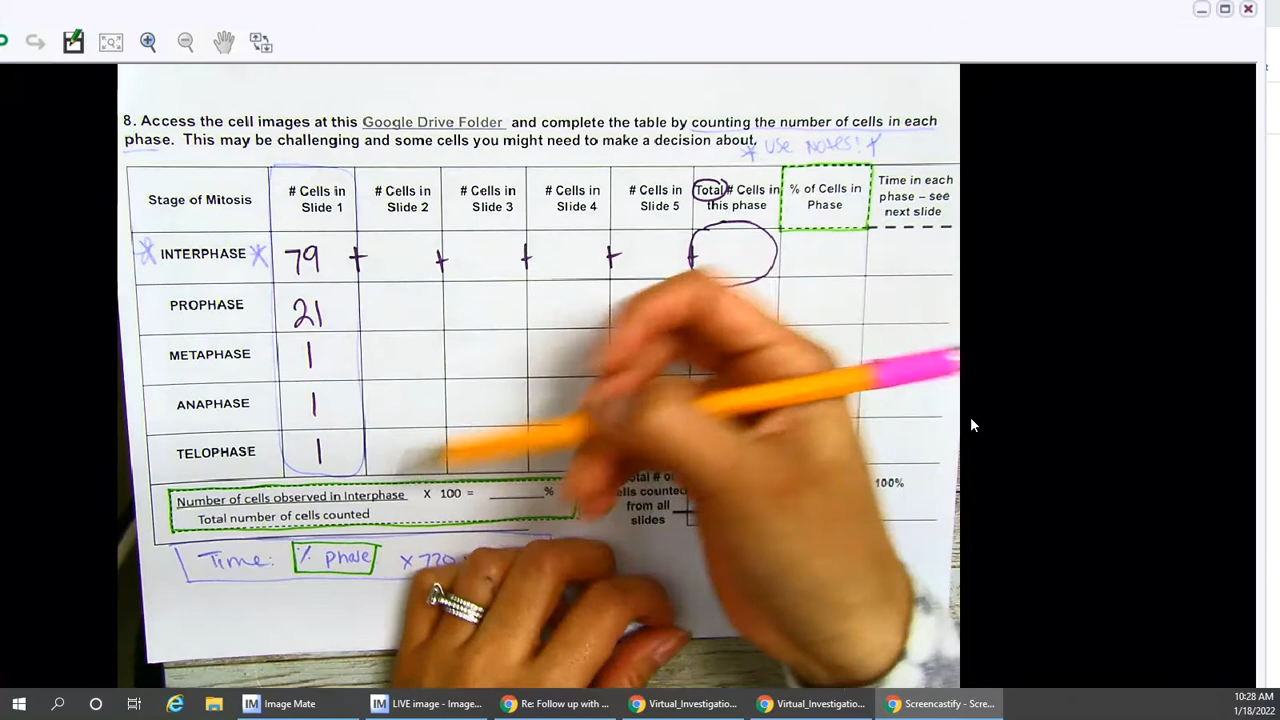 8. Access the cell images at this Google Drive Folder and complete the table by counting the number of cells in each
phase. This may be challenging and some cells you might need to make a decision about.
* USE NOTES! *
Stage of Mitosis
# Cells in
Slide 1
# Cells in
Slide 2
# Cells in
Slide 3
# Cells in
Slide 4
# Cells in
Slide 5
Total # Cells in
this phase
% of Cells in
Phase
Time in each
phase – see
next slide
* INTERPHASE * 79 + + + + +
PROPHASE 21
METAPHASE 1
ANAPHASE 1
TELOPHASE 1
Number of cells observed in Interphase X 100 = ______%
Total number of cells counted
# of
counted
from all
slides
100%
Time: % phase x 720
Image Mate
LIVE image - Image...
Re: Follow up with ...
Virtual_Investigatio...
Virtual_Investigatio...
Screencastify - Scre...
10:28 AM
1/18/2022